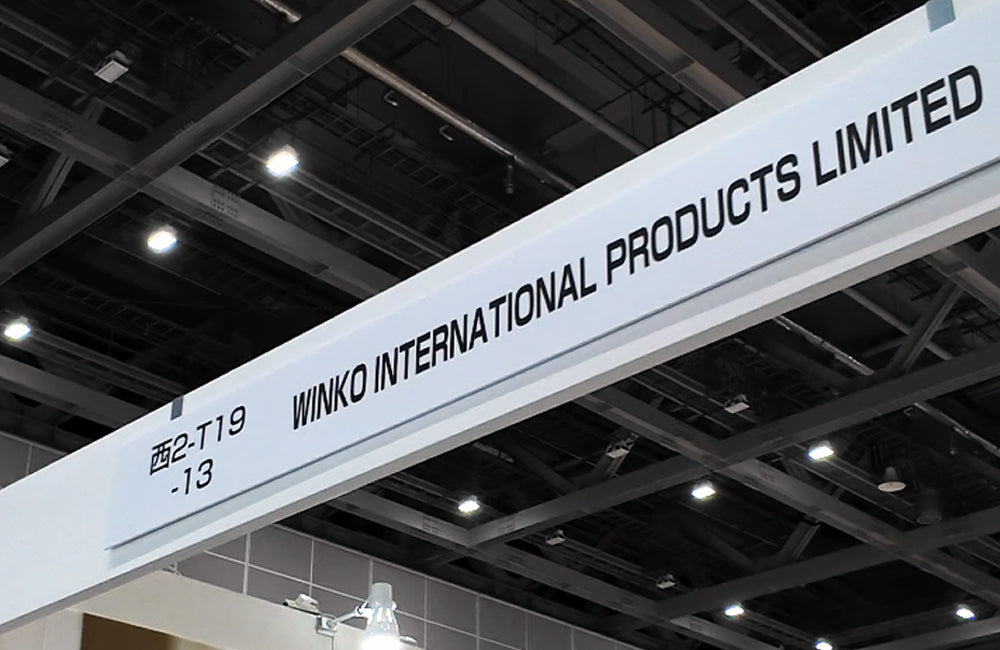 西2-T19
-13
WINKO INTERNATIONAL PRODUCTS LIMITED